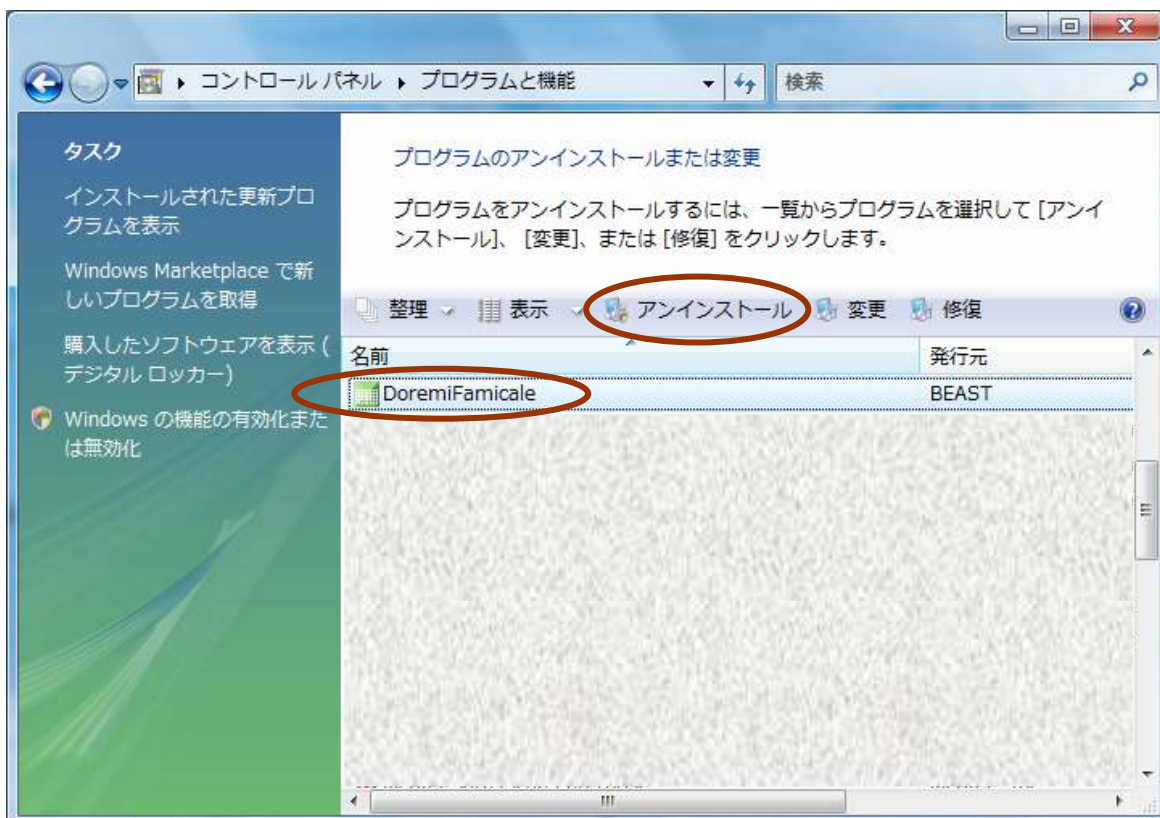 コントロール パネル プログラムと機能 検索
タスク
インストールされた更新プロ
グラムを表示
Windows Marketplace で新
しいプログラムを取得
購入したソフトウェアを表示 (
デジタル ロッカー)
Windows の機能の有効化また
は無効化
プログラムのアンインストールまたは変更
プログラムをアンインストールするには、一覧からプログラムを選択して [アンイ
ンストール]、 [変更]、または [修復] をクリックします。
整理 表示 アンインストール 変更 修復
名前 発行元
DoremiFamicale BEAST